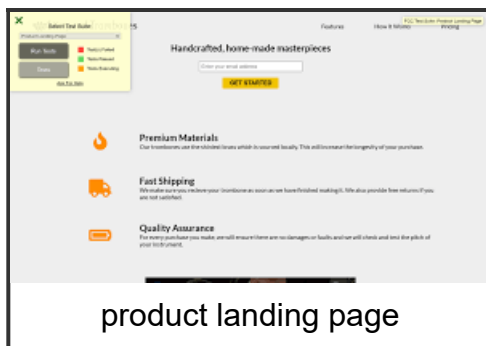 Select Test Suite:
Product Landing Page
Run Tests
Test(s) Failed
Tests Passed
Tests Executing
FCC Test Suite: Product Landing Page
Features
How It Works
Pricing
Handcrafted, home-made masterpieces
Enter your email address
GET STARTED
Premium Materials
Our trombones use the shiniest brass which is sourced locally. This will increase the longevity of your purchase.
Fast Shipping
We make sure you recieve your trombone as soon as we have finished making it. We also provide free returns if you
are not satisfied.
Quality Assurance
For every purchase you make, we will ensure there are no damages or faults and we will check and test the pitch of
your instrument.
product landing page